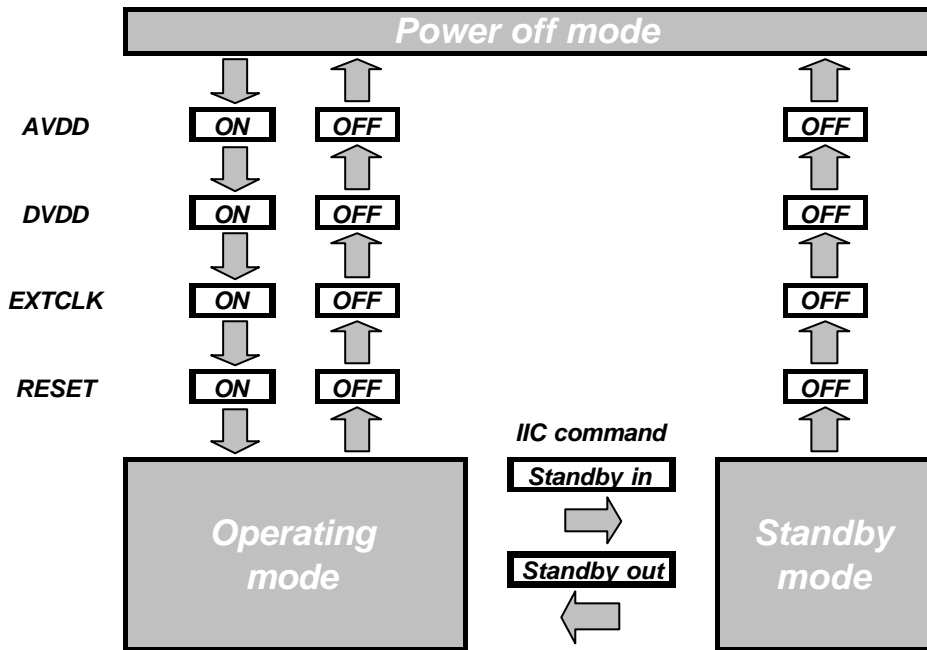 Power off mode
AVDD ON OFF OFF
DVDD ON OFF OFF
EXTCLK ON OFF OFF
RESET ON OFF OFF
IIC command
Standby in
Standby out
Operating
mode
Standby
mode